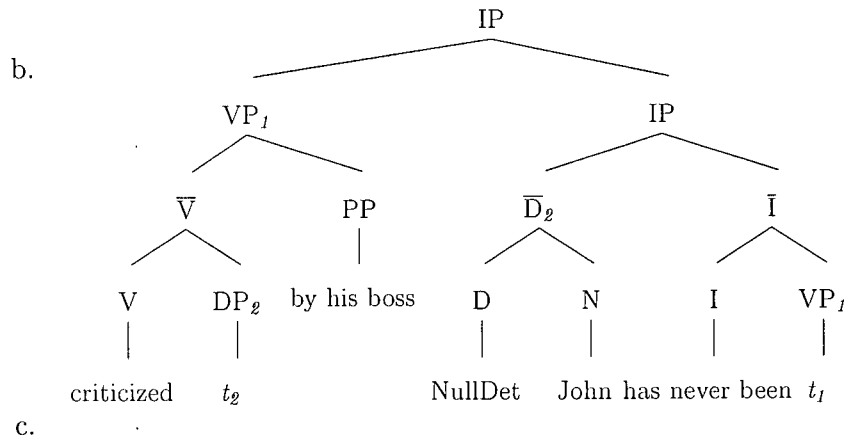 IP
b.
VP₁ IP
V̅ PP D̅₂ I̅
V DP₂ by his boss D N I VP₁
criticized t₂ NullDet John has never been t₁
c.